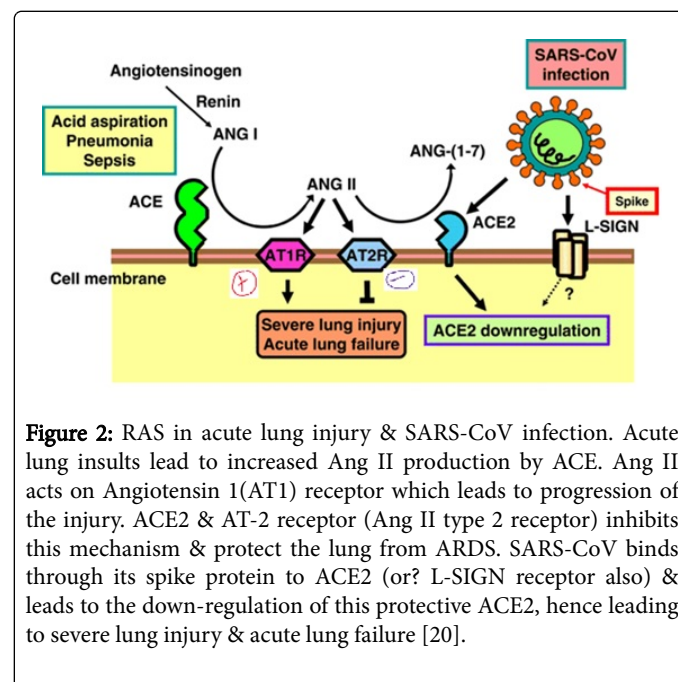 SARS-CoV
infection
Angiotensinogen
Renin
Acid aspiration
Pneumonia
Sepsis
ANG I
ANG-(1-7)
ANG II
ACE
ACE2
Spike
L-SIGN
AT1R
AT2R
Cell membrane
+
−
?
Severe lung injury
Acute lung failure
ACE2 downregulation
Figure 2: RAS in acute lung injury & SARS-CoV infection. Acute
lung insults lead to increased Ang II production by ACE. Ang II
acts on Angiotensin 1(AT1) receptor which leads to progression of
the injury. ACE2 & AT-2 receptor (Ang II type 2 receptor) inhibits
this mechanism & protect the lung from ARDS. SARS-CoV binds
through its spike protein to ACE2 (or? L-SIGN receptor also) &
leads to the down-regulation of this protective ACE2, hence leading
to severe lung injury & acute lung failure [20].